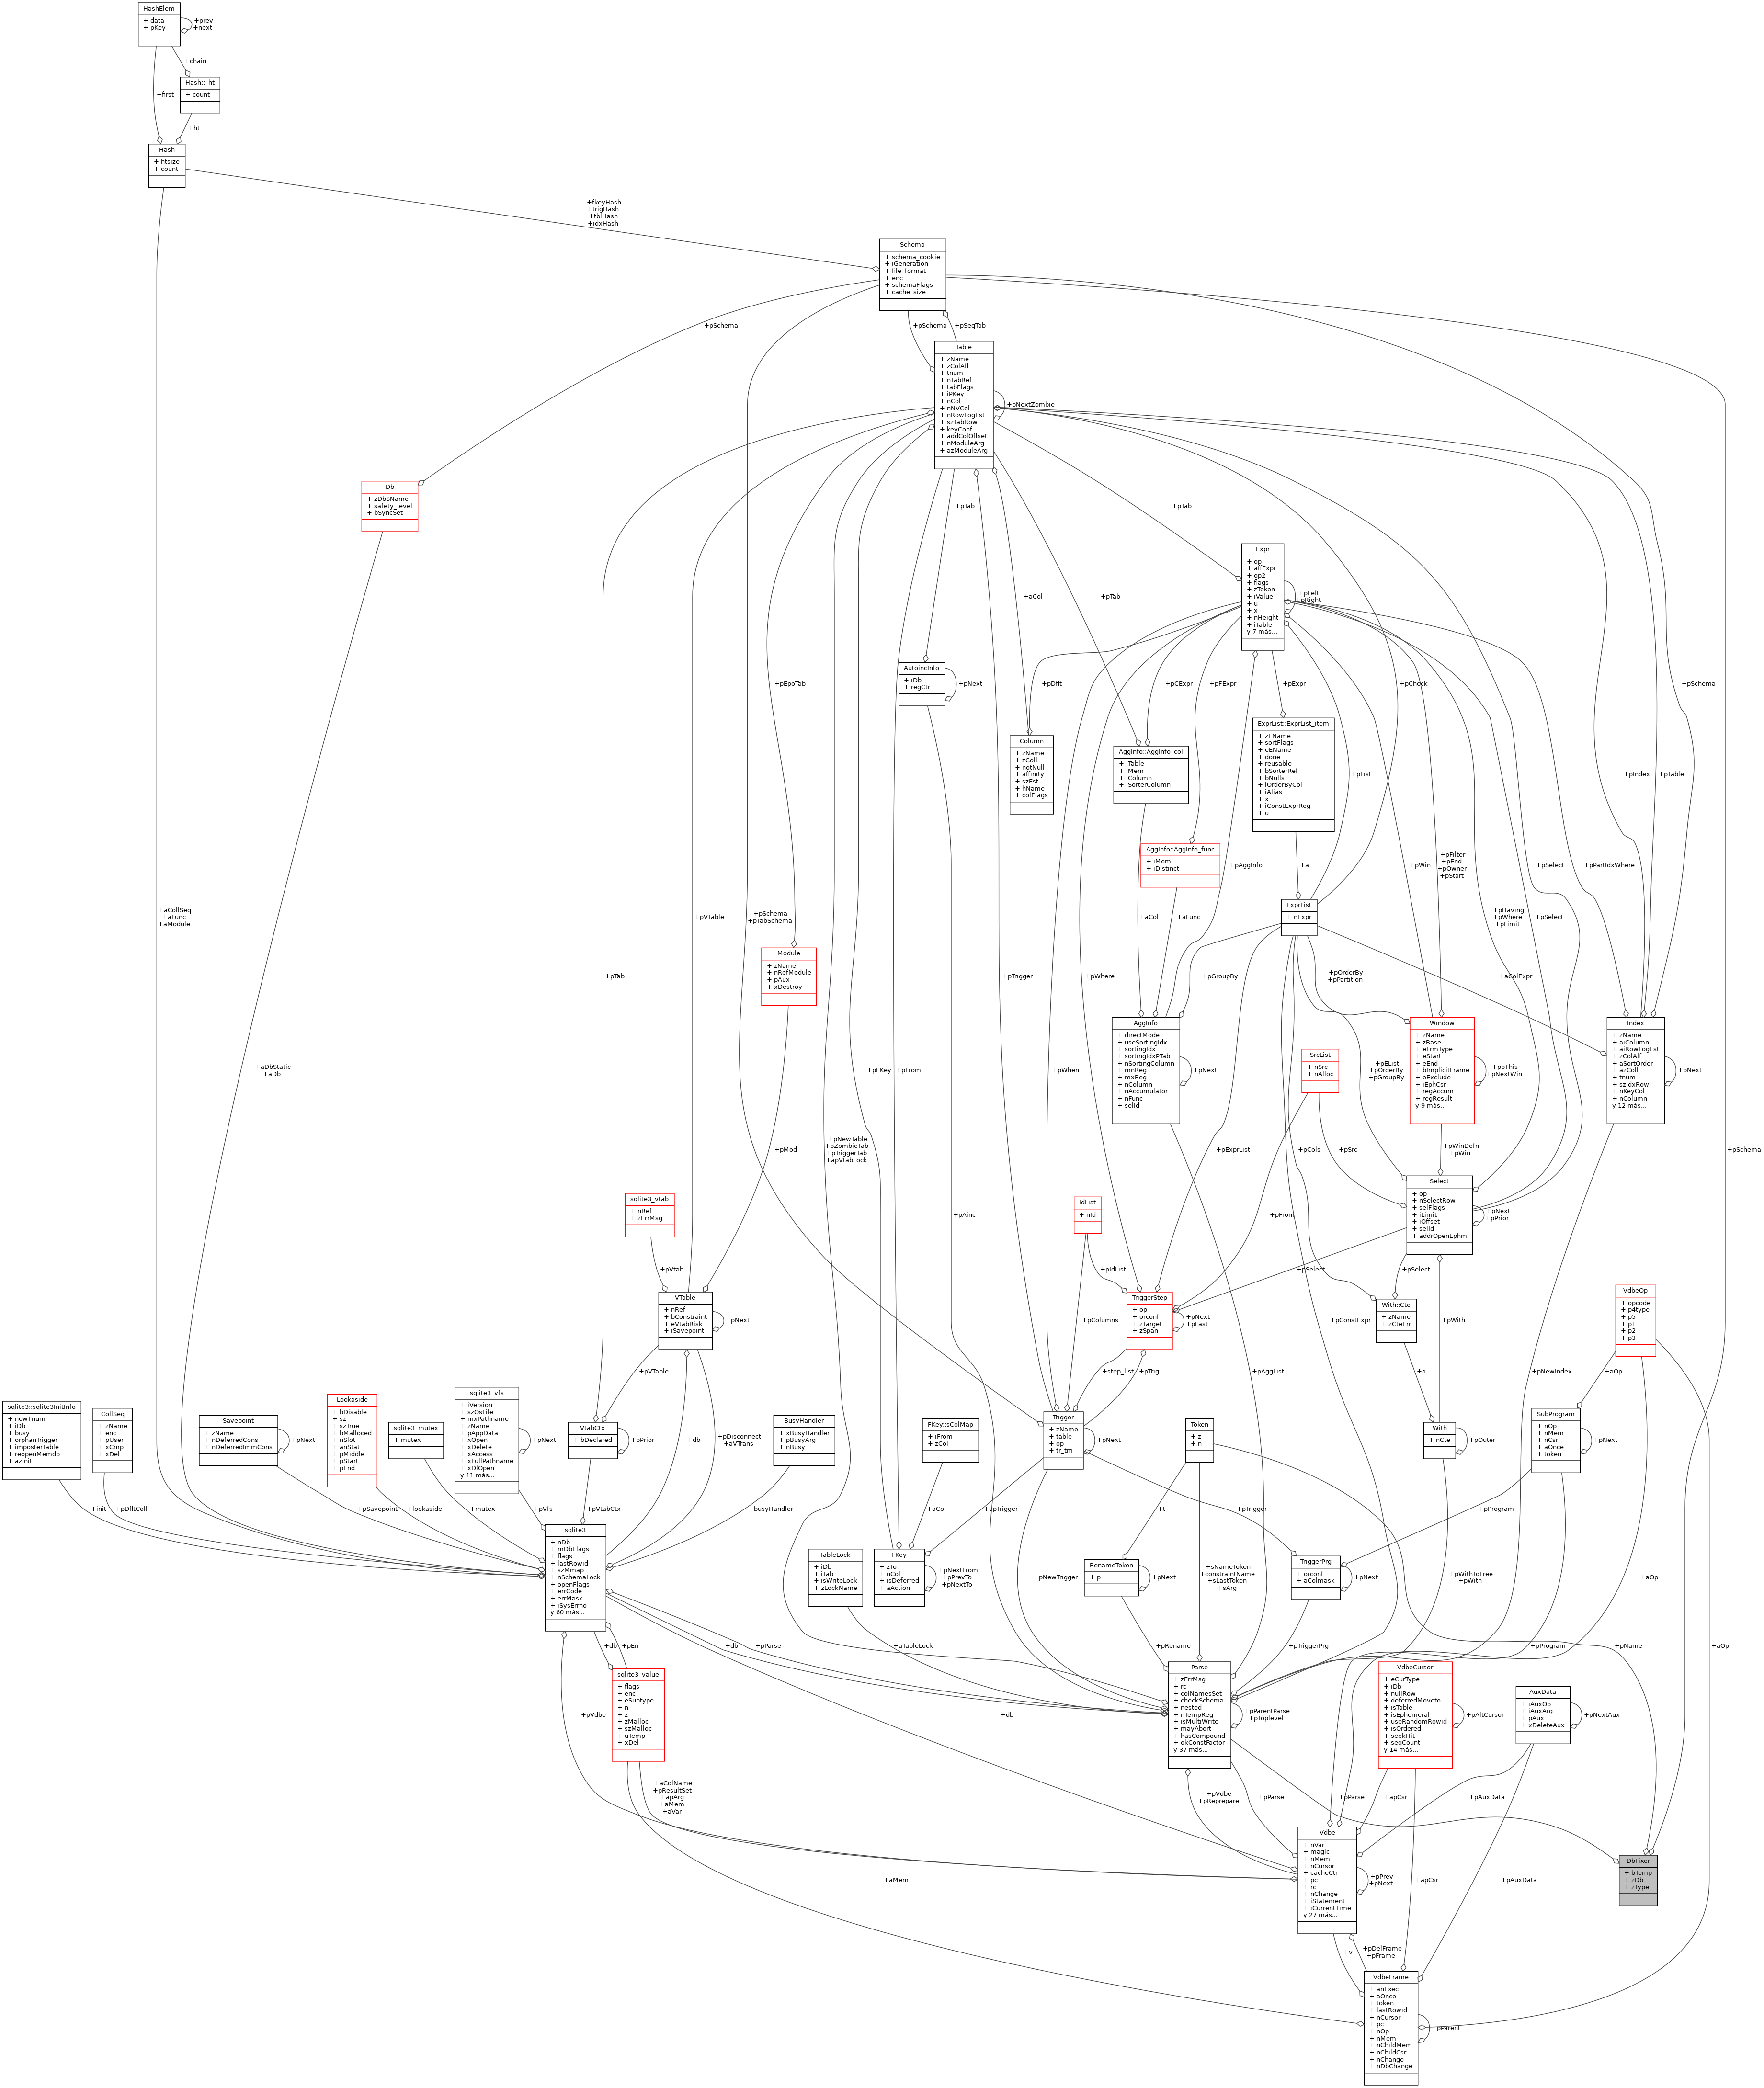 HashElem
+ data
+ pKey
+prev
+next
+chain
Hash::_ht
+ count
+first
+ht
Hash
+ htsize
+ count
+fkeyHash
+trigHash
+tblHash
+idxHash
Schema
+ schema_cookie
+ iGeneration
+ file_format
+ enc
+ schemaFlags
+ cache_size
+pSchema
+pSchema
+pSeqTab
Table
+ zName
+ zColAff
+ tnum
+ nTabRef
+ tabFlags
+ iPKey
+ nCol
+ nNVCol
+ nRowLogEst
+ szTabRow
+ keyConf
+ addColOffset
+ nModuleArg
+ azModuleArg
+pNextZombie
Db
+ zDbSName
+ safety_level
+ bSyncSet
+pTab
+pTab
Expr
+ op
+ affExpr
+ op2
+ flags
+ zToken
+ iValue
+ u
+ x
+ nHeight
+ iTable
y 7 más...
+pLeft
+pRight
+aCol
+pTab
AutoincInfo
+ iDb
+ regCtr
+pNext
+pEpoTab
+pDflt
+pCExpr
+pFExpr
+pExpr
+pCheck
+pSchema
ExprList::ExprList_item
+ zEName
+ sortFlags
+ eEName
+ done
+ reusable
+ bSorterRef
+ bNulls
+ iOrderByCol
+ iAlias
+ x
+ iConstExprReg
+ u
Column
+ zName
+ zColl
+ notNull
+ affinity
+ szEst
+ hName
+ colFlags
AggInfo::AggInfo_col
+ iTable
+ iMem
+ iColumn
+ iSorterColumn
+pList
+pIndex
+pTable
AggInfo::AggInfo_func
+ iMem
+ iDistinct
+pAggInfo
+a
+pWin
+pFilter
+pEnd
+pOwner
+pStart
+pSelect
+pPartIdxWhere
+aCollSeq
+aFunc
+aModule
+pVTable
+pSchema
+pTabSchema
+aCol
+aFunc
ExprList
+ nExpr
+pHaving
+pWhere
+pLimit
+pSelect
Module
+ zName
+ nRefModule
+ pAux
+ xDestroy
+pTab
+pTrigger
+pWhere
+pGroupBy
+pOrderBy
+pPartition
+aColExpr
AggInfo
+ directMode
+ useSortingIdx
+ sortingIdx
+ sortingIdxPTab
+ nSortingColumn
+ mnReg
+ mxReg
+ nColumn
+ nAccumulator
+ nFunc
+ selId
+pNext
Window
+ zName
+ zBase
+ eFrmType
+ eStart
+ eEnd
+ bImplicitFrame
+ eExclude
+ iEphCsr
+ regAccum
+ regResult
y 9 más...
+ppThis
+pNextWin
Index
+ zName
+ aiColumn
+ aiRowLogEst
+ zColAff
+ aSortOrder
+ azColl
+ tnum
+ szIdxRow
+ nKeyCol
+ nColumn
y 12 más...
+pNext
SrcList
+ nSrc
+ nAlloc
+aDbStatic
+aDb
+pFKey
+pFrom
+pWhen
+pEList
+pOrderBy
+pGroupBy
+pNewTable
+pZombieTab
+pTriggerTab
+apVtabLock
+pMod
+pExprList
+pCols
+pSrc
+pWinDefn
+pWin
+pSchema
Select
+ op
+ nSelectRow
+ selFlags
+ iLimit
+ iOffset
+ selId
+ addrOpenEphm
+pNext
+pPrior
sqlite3_vtab
+ nRef
+ zErrMsg
IdList
+ nId
+pAinc
+pFrom
+pVtab
+pIdList
+pSelect
+pSelect
VTable
+ nRef
+ bConstraint
+ eVtabRisk
+ iSavepoint
+pNext
TriggerStep
+ op
+ orconf
+ zTarget
+ zSpan
+pNext
+pLast
With::Cte
+ zName
+ zCteErr
VdbeOp
+ opcode
+ p4type
+ p5
+ p1
+ p2
+ p3
+pColumns
+pConstExpr
+pWith
+pVTable
+step_list
+pTrig
+pAggList
+a
+pNewIndex
+aOp
sqlite3::sqlite3InitInfo
+ newTnum
+ iDb
+ busy
+ orphanTrigger
+ imposterTable
+ reopenMemdb
+ azInit
CollSeq
+ zName
+ enc
+ pUser
+ xCmp
+ xDel
Savepoint
+ zName
+ nDeferredCons
+ nDeferredImmCons
+pNext
Lookaside
+ bDisable
+ sz
+ szTrue
+ bMalloced
+ nSlot
+ anStat
+ pMiddle
+ pStart
+ pEnd
sqlite3_mutex
+ mutex
sqlite3_vfs
+ iVersion
+ szOsFile
+ mxPathname
+ zName
+ pAppData
+ xOpen
+ xDelete
+ xAccess
+ xFullPathname
+ xDlOpen
y 11 más...
+pNext
VtabCtx
+ bDeclared
+pPrior
+db
+pDisconnect
+aVTrans
BusyHandler
+ xBusyHandler
+ pBusyArg
+ nBusy
FKey::sColMap
+ iFrom
+ zCol
Trigger
+ zName
+ table
+ op
+ tr_tm
+pNext
Token
+ z
+ n
With
+ nCte
+pOuter
SubProgram
+ nOp
+ nMem
+ nCsr
+ aOnce
+ token
+pNext
+init
+pDfltColl
+pSavepoint
+lookaside
+mutex
+pVfs
+pVtabCtx
+busyHandler
+aCol
+apTrigger
+t
+pTrigger
+pProgram
sqlite3
+ nDb
+ mDbFlags
+ flags
+ lastRowid
+ szMmap
+ nSchemaLock
+ openFlags
+ errCode
+ errMask
+ iSysErrno
y 60 más...
TableLock
+ iDb
+ iTab
+ isWriteLock
+ zLockName
FKey
+ zTo
+ nCol
+ isDeferred
+ aAction
+pNextFrom
+pPrevTo
+pNextTo
+pNewTrigger
RenameToken
+ p
+pNext
+sNameToken
+constraintName
+sLastToken
+sArg
TriggerPrg
+ orconf
+ aColmask
+pNext
+pWithToFree
+pWith
+aOp
+db
+pErr
+db
+pParse
+aTableLock
+pRename
+pTriggerPrg
+pProgram
+pName
+aOp
sqlite3_value
+ flags
+ enc
+ eSubtype
+ n
+ z
+ zMalloc
+ szMalloc
+ uTemp
+ xDel
Parse
+ zErrMsg
+ rc
+ colNamesSet
+ checkSchema
+ nested
+ nTempReg
+ isMultiWrite
+ mayAbort
+ hasCompound
+ okConstFactor
y 37 más...
+pParentParse
+pToplevel
VdbeCursor
+ eCurType
+ iDb
+ nullRow
+ deferredMoveto
+ isTable
+ isEphemeral
+ useRandomRowid
+ isOrdered
+ seekHit
+ seqCount
y 14 más...
+pAltCursor
AuxData
+ iAuxOp
+ iAuxArg
+ pAux
+ xDeleteAux
+pNextAux
+pVdbe
+db
+aColName
+pResultSet
+apArg
+aMem
+aVar
+pVdbe
+pReprepare
+pParse
+pParse
+apCsr
+pAuxData
Vdbe
+ nVar
+ magic
+ nMem
+ nCursor
+ cacheCtr
+ pc
+ rc
+ nChange
+ iStatement
+ iCurrentTime
y 27 más...
+pPrev
+pNext
DbFixer
+ bTemp
+ zDb
+ zType
+aMem
+apCsr
+pAuxData
+v
+pDelFrame
+pFrame
VdbeFrame
+ anExec
+ aOnce
+ token
+ lastRowid
+ nCursor
+ pc
+ nOp
+ nMem
+ nChildMem
+ nChildCsr
+ nChange
+ nDbChange
+pParent